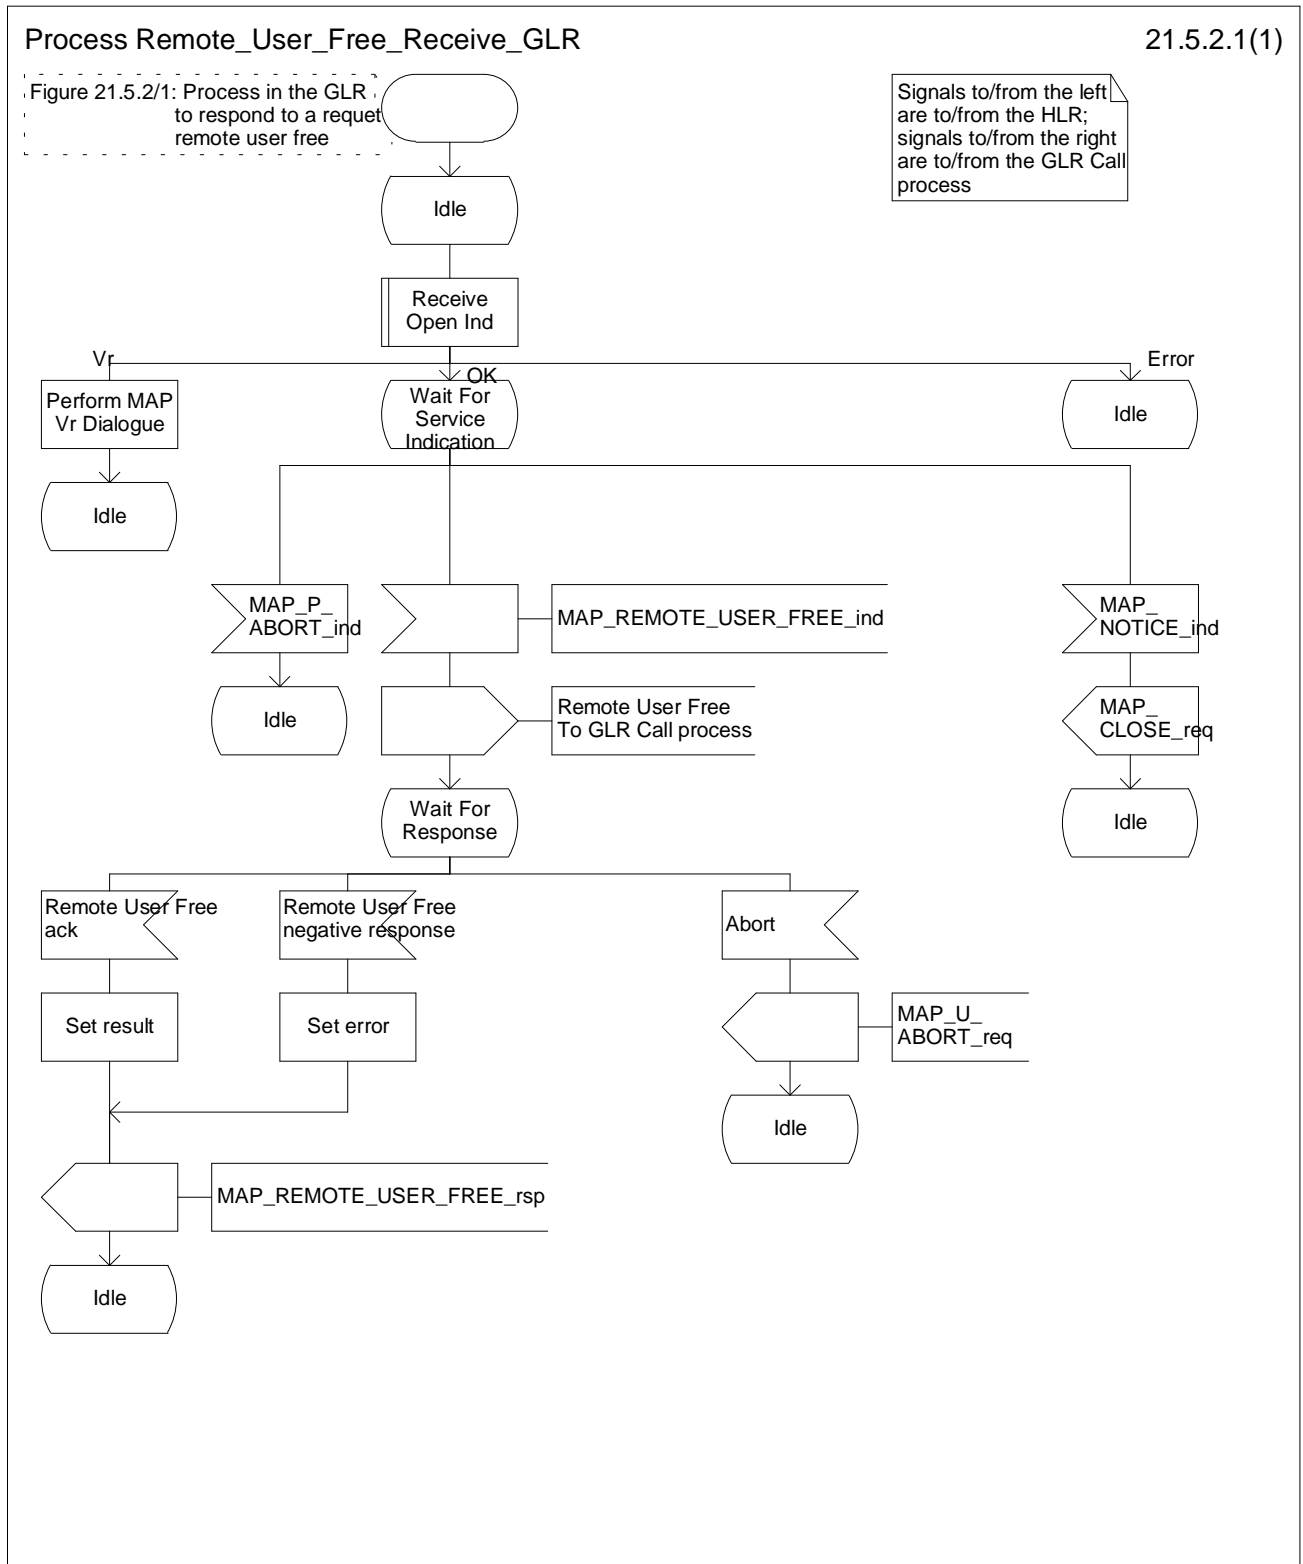 Process Remote_User_Free_Receive_GLR
21.5.2.1(1)
Figure 21.5.2/1: Process in the GLR
to respond to a requet
remote user free
Signals to/from the left
are to/from the HLR;
signals to/from the right
are to/from the GLR Call
process
Idle
Receive
Open Ind
Vr
OK
Error
Perform MAP
Vr Dialogue
Wait For
Service
Indication
Idle
Idle
MAP_P_
ABORT_ind
MAP_REMOTE_USER_FREE_ind
MAP_
NOTICE_ind
Idle
Remote User Free
To GLR Call process
MAP_
CLOSE_req
Wait For
Response
Idle
Remote User Free
ack
Remote User Free
negative response
Abort
Set result
Set error
MAP_U_
ABORT_req
Idle
MAP_REMOTE_USER_FREE_rsp
Idle